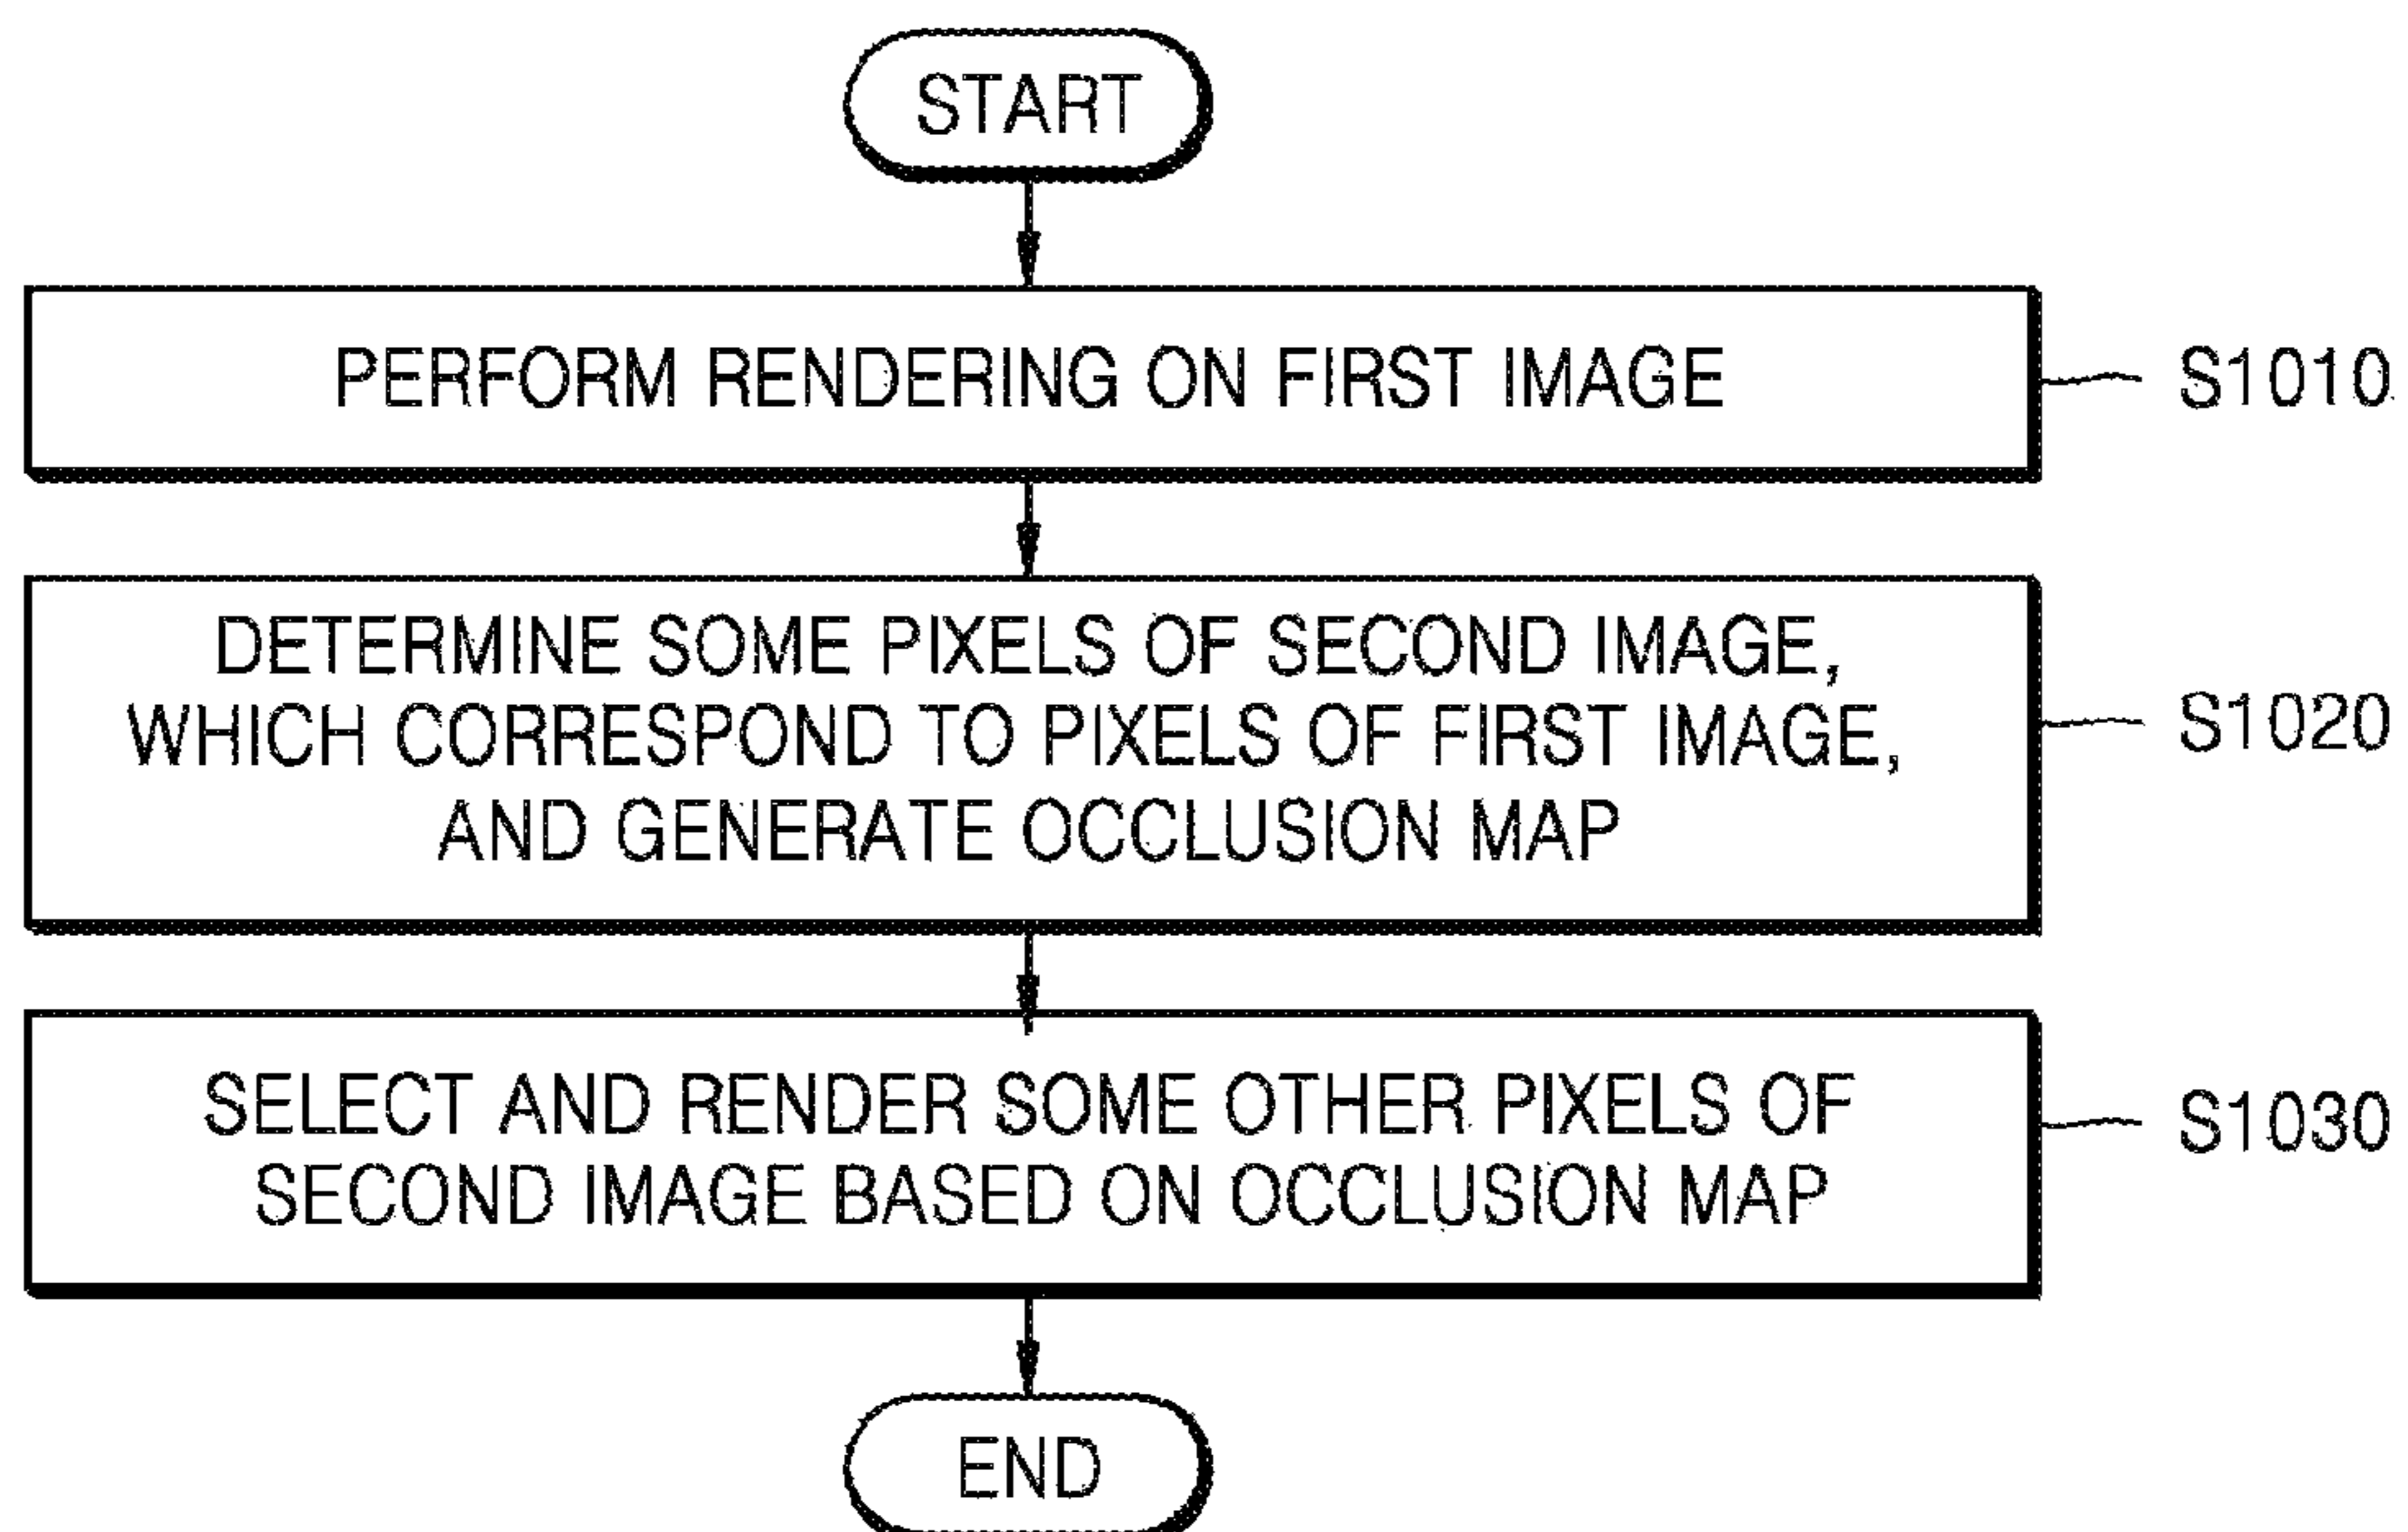 START
PERFORM RENDERING ON FIRST IMAGE
S1010
DETERMINE SOME PIXELS OF SECOND IMAGE,
WHICH CORRESPOND TO PIXELS OF FIRST IMAGE,
AND GENERATE OCCLUSION MAP
S1020
SELECT AND RENDER SOME OTHER PIXELS OF
SECOND IMAGE BASED ON OCCLUSION MAP
S1030
END